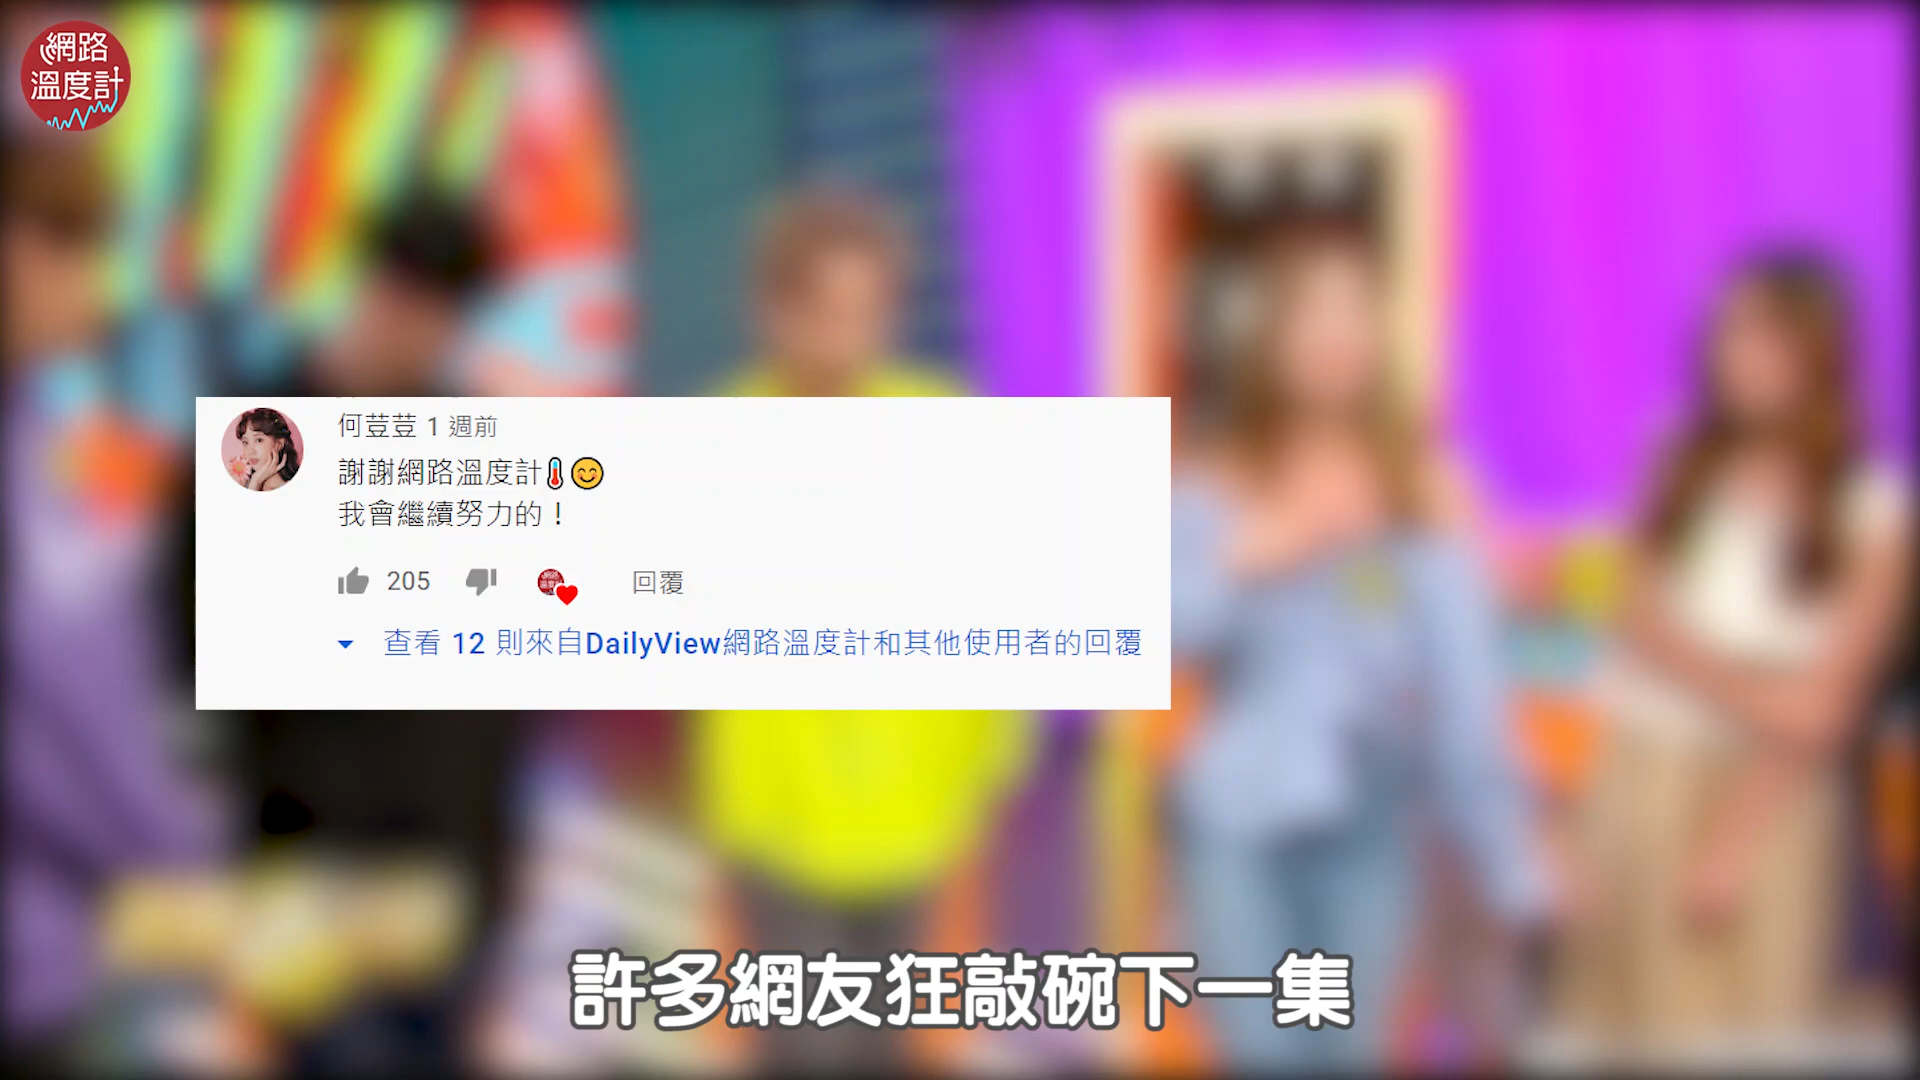 網路
溫度計
何荳荳 1 週前
謝謝網路溫度計🌡️😊
我會繼續努力的！
205
回覆
查看 12 則來自DailyView網路溫度計和其他使用者的回覆
許多網友狂敲碗下一集